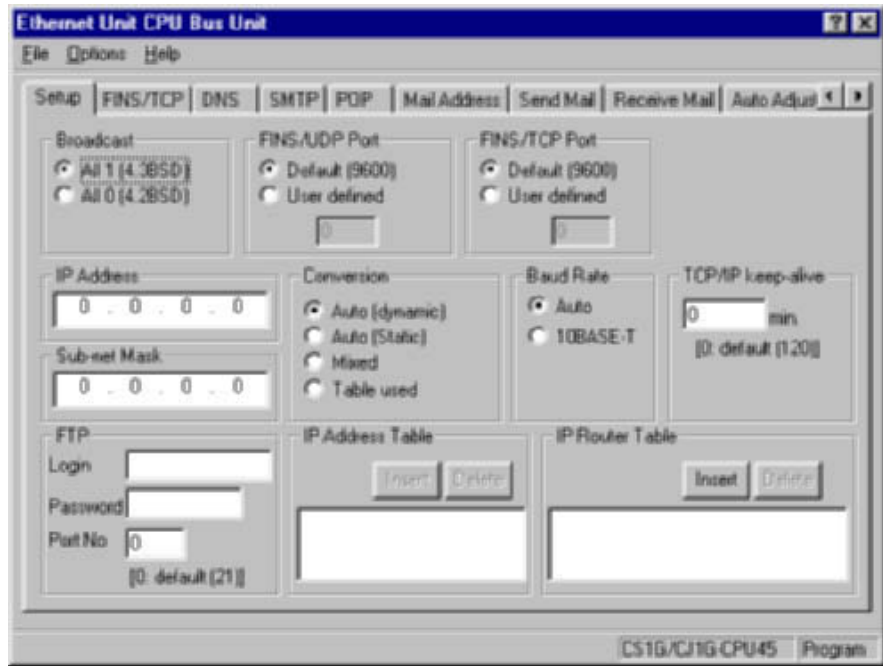 Ethernet Unit CPU Bus Unit
File Options Help
Setup FINS/TCP DNS SMTP POP Mail Address Send Mail Receive Mail Auto Adjust
Broadcast
All 1 (4.3BSD)
All 0 (4.2BSD)
FINS/UDP Port
Default (9600)
User defined
0
FINS/TCP Port
Default (9600)
User defined
0
IP Address
0 . 0 . 0 . 0
Sub-net Mask
0 . 0 . 0 . 0
Conversion
Auto (dynamic)
Auto (Static)
Mixed
Table used
Baud Rate
Auto
10BASE-T
TCP/IP keep-alive
0 min.
[0: default (120)]
FTP
Login
Password
Port No 0
[0: default (21)]
IP Address Table
Insert Delete
IP Router Table
Insert Delete
CS1G/CJ1G-CPU45 Program